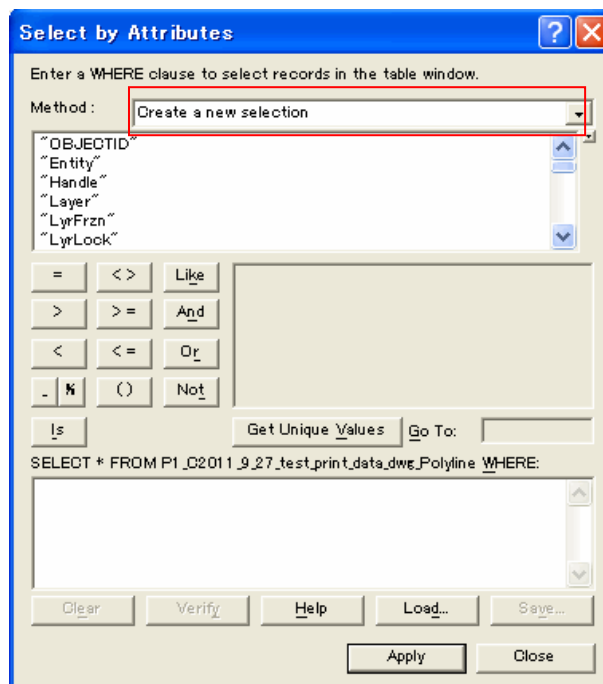 Select by Attributes
Enter a WHERE clause to select records in the table window.
Method : Create a new selection
"OBJECTID"
"Entity"
"Handle"
"Layer"
"LyrFrzn"
"LyrLock"
= <> Like
> >= And
< <= Or
_ % () Not
Is Get Unique Values Go To:
SELECT * FROM P1_C2011_9_27_test_print_data_dwg_Polyline WHERE:
Clear Verify Help Load... Save...
Apply Close